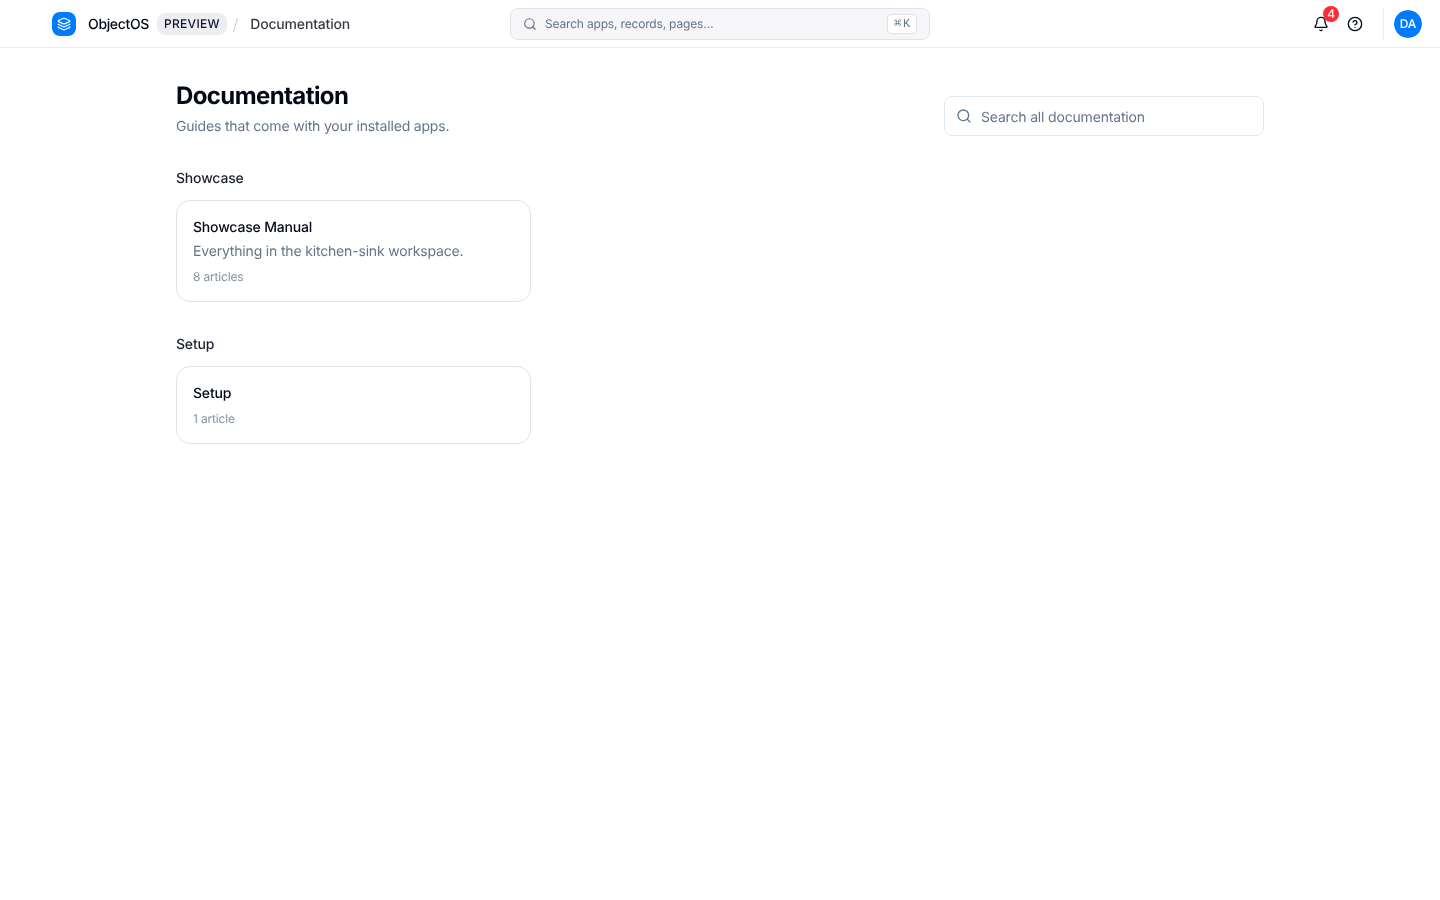 ObjectOS PREVIEW / Documentation
Search apps, records, pages... ⌘K
4
DA
Documentation
Guides that come with your installed apps.
Search all documentation
Showcase
Showcase Manual
Everything in the kitchen-sink workspace.
8 articles
Setup
Setup
1 article